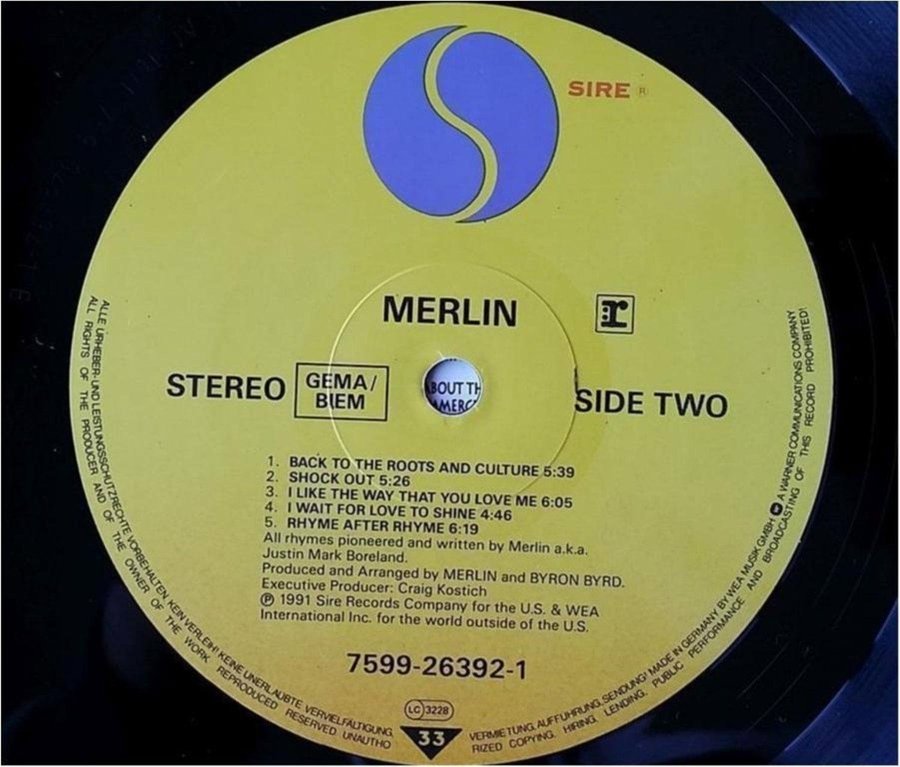 SIRE ®
MERLIN
r
STEREO
GEMA/
BIEM
BOUT TH
AMERC
SIDE TWO
1. BACK TO THE ROOTS AND CULTURE 5:39
2. SHOCK OUT 5:26
3. I LIKE THE WAY THAT YOU LOVE ME 6:05
4. I WAIT FOR LOVE TO SHINE 4:46
5. RHYME AFTER RHYME 6:19
All rhymes pioneered and written by Merlin a.k.a.
Justin Mark Boreland.
Produced and Arranged by MERLIN and BYRON BYRD.
Executive Producer: Craig Kostich
℗ 1991 Sire Records Company for the U.S. & WEA
International Inc. for the world outside of the U.S.
7599-26392-1
LC 3228
33
ALLE URHEBER- UND LEISTUNGSSCHUTZRECHTE VORBEHALTEN. KEIN VERLEIH! KEINE UNERLAUBTE VERVIELFÄLTIGUNG,
VERMIETUNG, AUFFÜHRUNG, SENDUNG! MADE IN GERMANY BY WEA MUSIK GMBH A WARNER COMMUNICATIONS COMPANY
ALL RIGHTS OF THE PRODUCER AND OF THE OWNER OF THE WORK REPRODUCED RESERVED. UNAUTHO
RIZED COPYING, HIRING, LENDING, PUBLIC PERFORMANCE AND BROADCASTING OF THIS RECORD PROHIBITED!